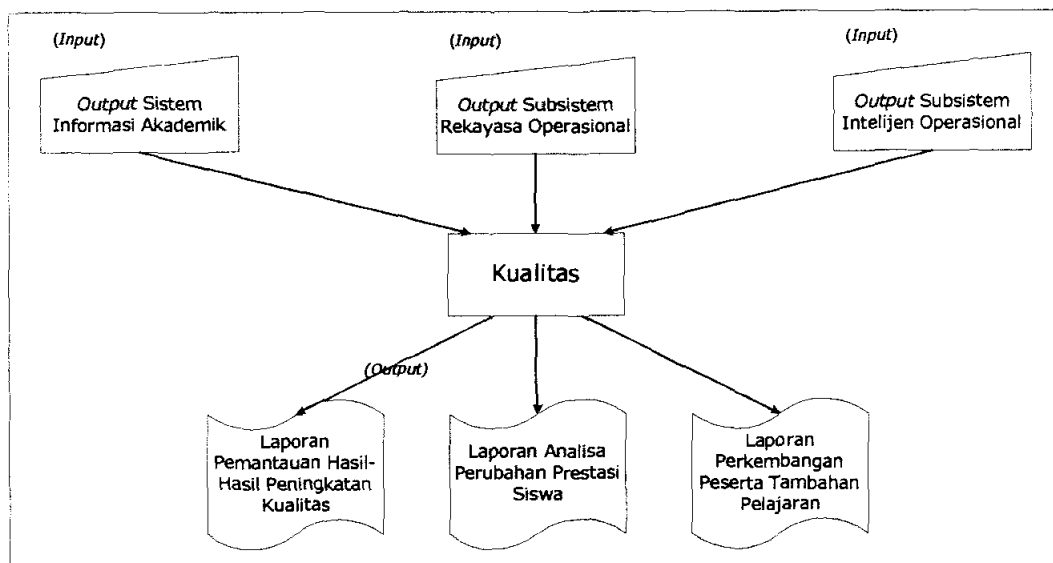 (Input)
(Input)
(Input)
Output Sistem
Informasi Akademik
Output Subsistem
Rekayasa Operasional
Output Subsistem
Intelijen Operasional
Kualitas
(Output)
Laporan
Pemantauan Hasil-
Hasil Peningkatan
Kualitas
Laporan Analisa
Perubahan Prestasi
Siswa
Laporan
Perkembangan
Peserta Tambahan
Pelajaran